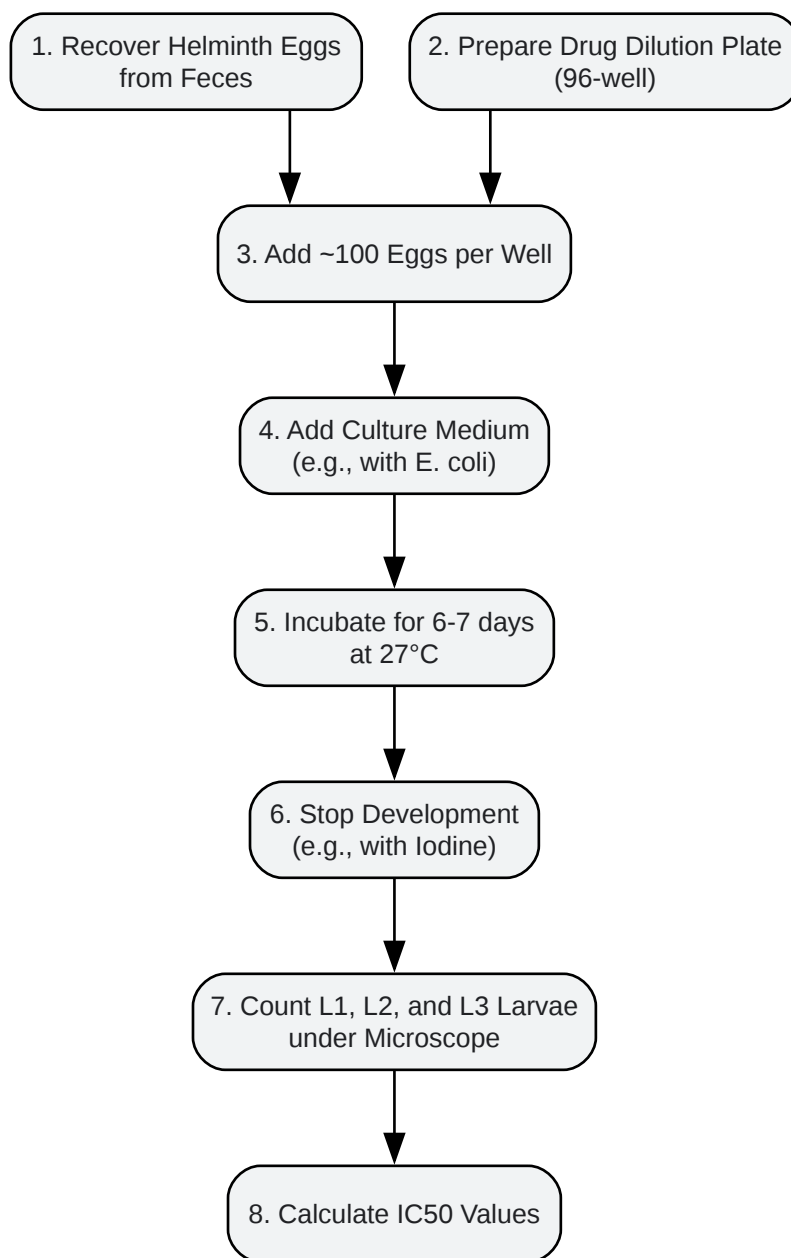 1. Recover Helminth Eggs
from Feces
2. Prepare Drug Dilution Plate
(96-well)
3. Add ~100 Eggs per Well
4. Add Culture Medium
(e.g., with E. coli)
5. Incubate for 6-7 days
at 27°C
6. Stop Development
(e.g., with Iodine)
7. Count L1, L2, and L3 Larvae
under Microscope
8. Calculate IC50 Values